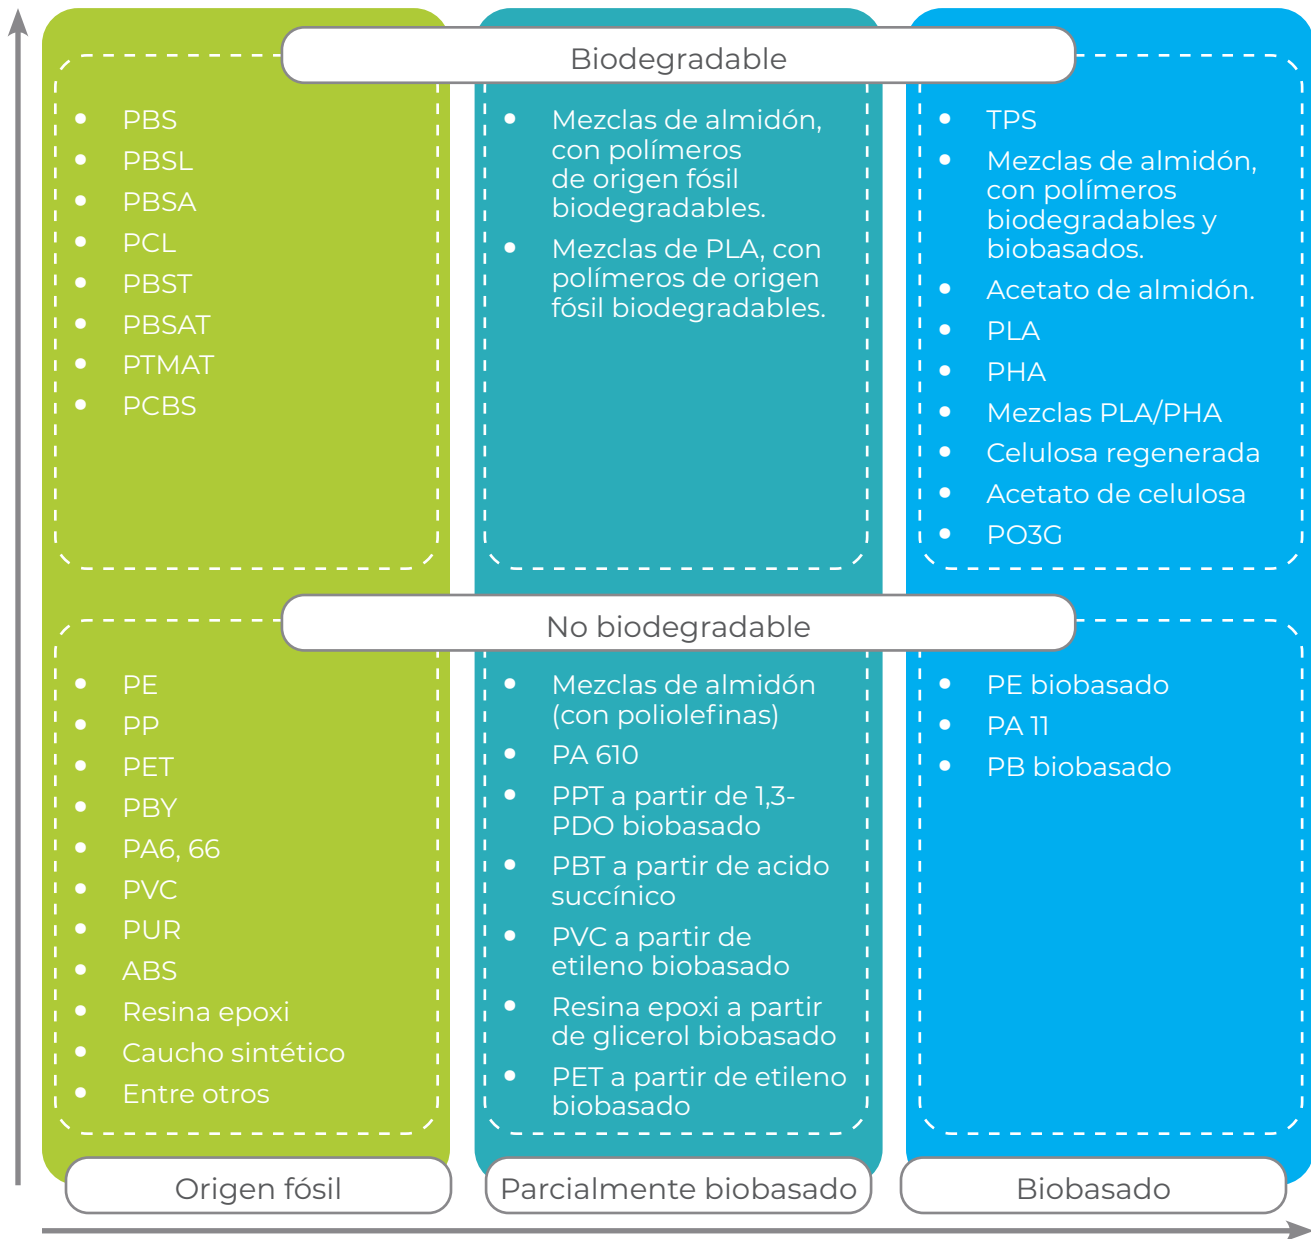 Biodegradable
PBS
PBSL
PBSA
PCL
PBST
PBSAT
PTMAT
PCBS
Mezclas de almidón,
con polímeros
de origen fósil
biodegradables.
Mezclas de PLA, con
polímeros de origen
fósil biodegradables.
TPS
Mezclas de almidón,
con polímeros
biodegradables y
biobasados.
Acetato de almidón.
PLA
PHA
Mezclas PLA/PHA
Celulosa regenerada
Acetato de celulosa
PO3G
No biodegradable
PE
PP
PET
PBY
PA6, 66
PVC
PUR
ABS
Resina epoxi
Caucho sintético
Entre otros
Mezclas de almidón
(con poliolefinas)
PA 610
PPT a partir de 1,3-
PDO biobasado
PBT a partir de acido
succínico
PVC a partir de
etileno biobasado
Resina epoxi a partir
de glicerol biobasado
PET a partir de etileno
biobasado
PE biobasado
PA 11
PB biobasado
Origen fósil
Parcialmente biobasado
Biobasado